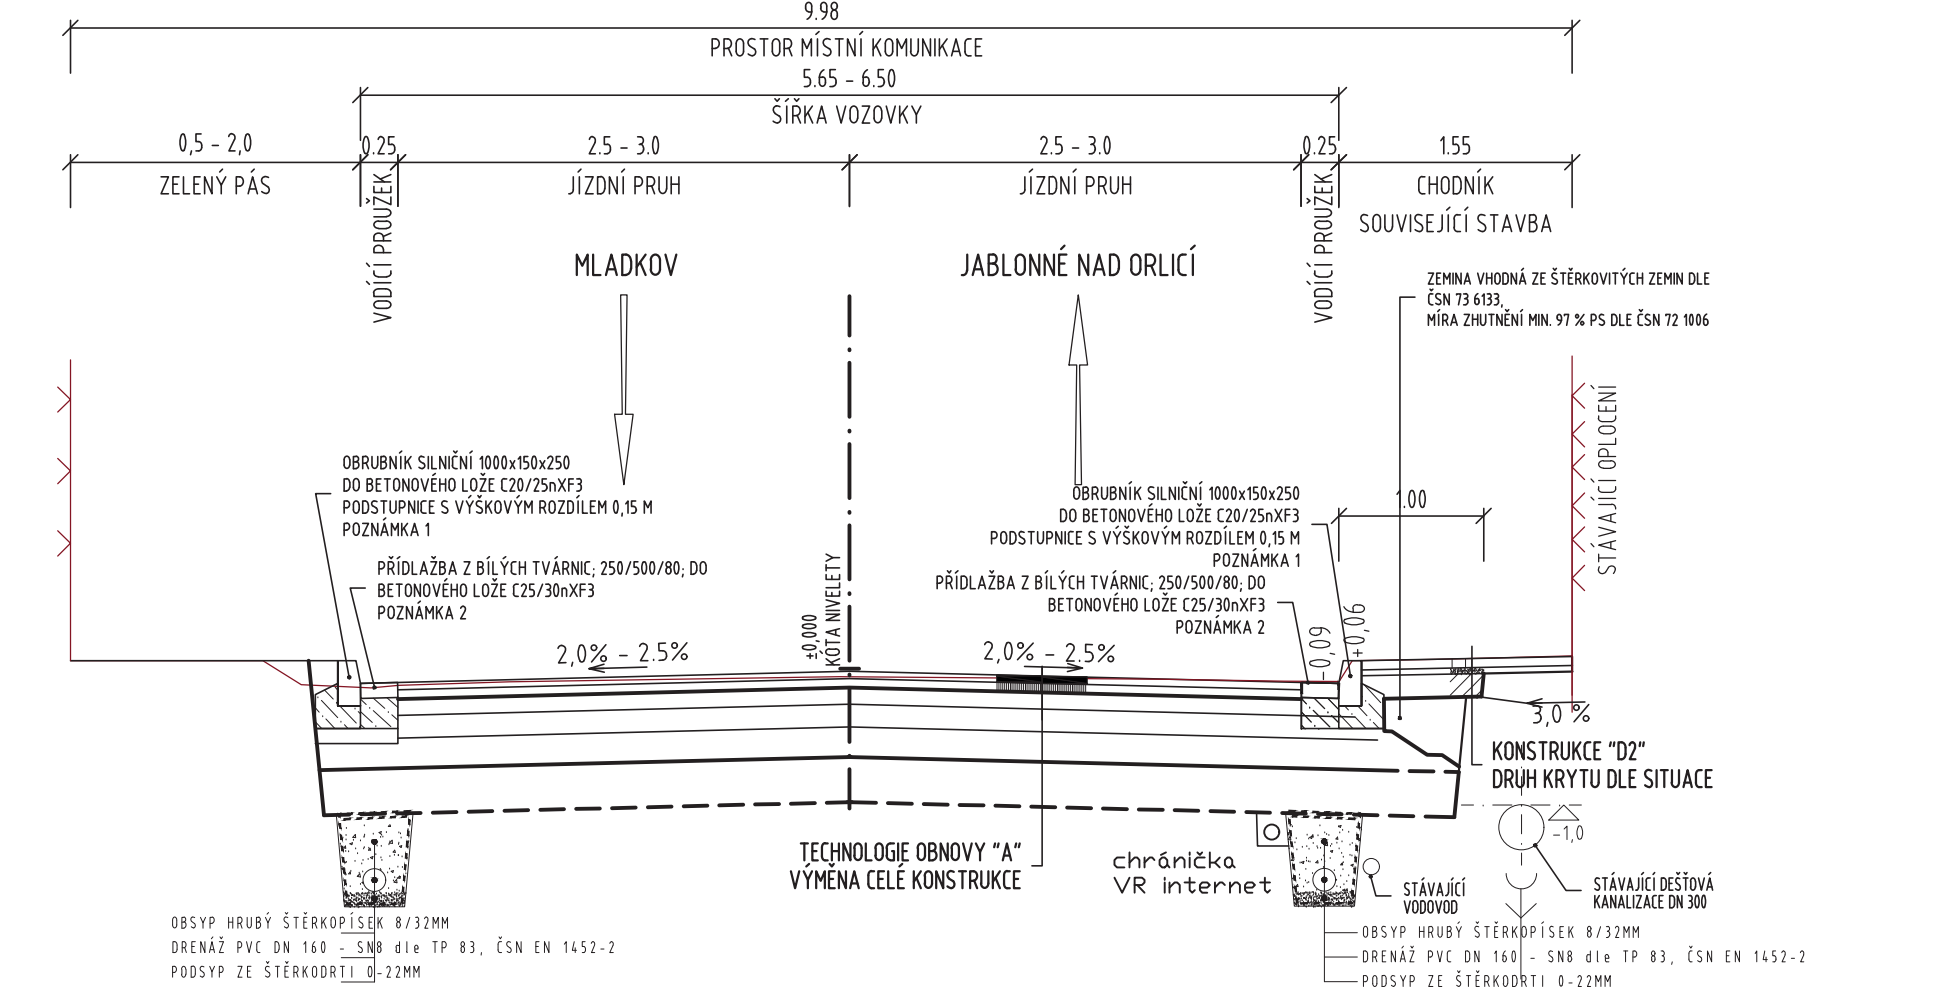 9.98
PROSTOR MÍSTNÍ KOMUNIKACE
5.65 – 6.50
ŠÍŘKA VOZOVKY
0,5 – 2,0
0.25
2.5 – 3.0
2.5 – 3.0
0.25
1.55
ZELENÝ PÁS
VODÍCÍ PROUŽEK
JÍZDNÍ PRUH
JÍZDNÍ PRUH
VODÍCÍ PROUŽEK
CHODNÍK
SOUVISEJÍCÍ STAVBA
MLADKOV
JABLONNÉ NAD ORLICÍ
ZEMINA VHODNÁ ZE ŠTĚRKOVITÝCH ZEMIN DLE
ČSN 73 6133,
MÍRA ZHUTNĚNÍ MIN. 97 % PS DLE ČSN 72 1006
STÁVAJÍCÍ OPLOCENÍ
OBRUBNÍK SILNIČNÍ 1000x150x250
DO BETONOVÉHO LOŽE C20/25nXF3
PODSTUPNICE S VÝŠKOVÝM ROZDÍLEM 0,15 M
POZNÁMKA 1
PŘÍDLAŽBA Z BÍLÝCH TVÁRNIC; 250/500/80; DO
BETONOVÉHO LOŽE C25/30nXF3
POZNÁMKA 2
OBRUBNÍK SILNIČNÍ 1000x150x250
DO BETONOVÉHO LOŽE C20/25nXF3
PODSTUPNICE S VÝŠKOVÝM ROZDÍLEM 0,15 M
POZNÁMKA 1
PŘÍDLAŽBA Z BÍLÝCH TVÁRNIC; 250/500/80; DO
BETONOVÉHO LOŽE C25/30nXF3
POZNÁMKA 2
1.00
±0,000
KÓTA NIVELETY
2,0% – 2.5%
2,0% – 2.5%
-0,09
+0,06
3,0 %
KONSTRUKCE "D2"
DRUH KRYTU DLE SITUACE
-1,0
TECHNOLOGIE OBNOVY "A"
VÝMĚNA CELÉ KONSTRUKCE
chránička
VR internet
STÁVAJÍCÍ
VODOVOD
STÁVAJÍCÍ DEŠŤOVÁ
KANALIZACE DN 300
OBSYP HRUBÝ ŠTĚRKOPÍSEK 8/32MM
DRENÁŽ PVC DN 160 – SN8 dle TP 83, ČSN EN 1452-2
PODSYP ZE ŠTĚRKODRTI 0-22MM
OBSYP HRUBÝ ŠTĚRKOPÍSEK 8/32MM
DRENÁŽ PVC DN 160 – SN8 dle TP 83, ČSN EN 1452-2
PODSYP ZE ŠTĚRKODRTI 0-22MM